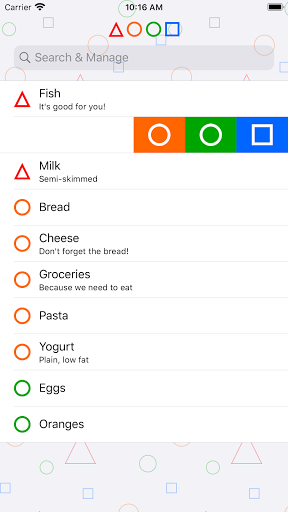 Carrier
10:16 AM
Search & Manage
Fish
It's good for you!
Milk
Semi-skimmed
Bread
Cheese
Don't forget the bread!
Groceries
Because we need to eat
Pasta
Yogurt
Plain, low fat
Eggs
Oranges